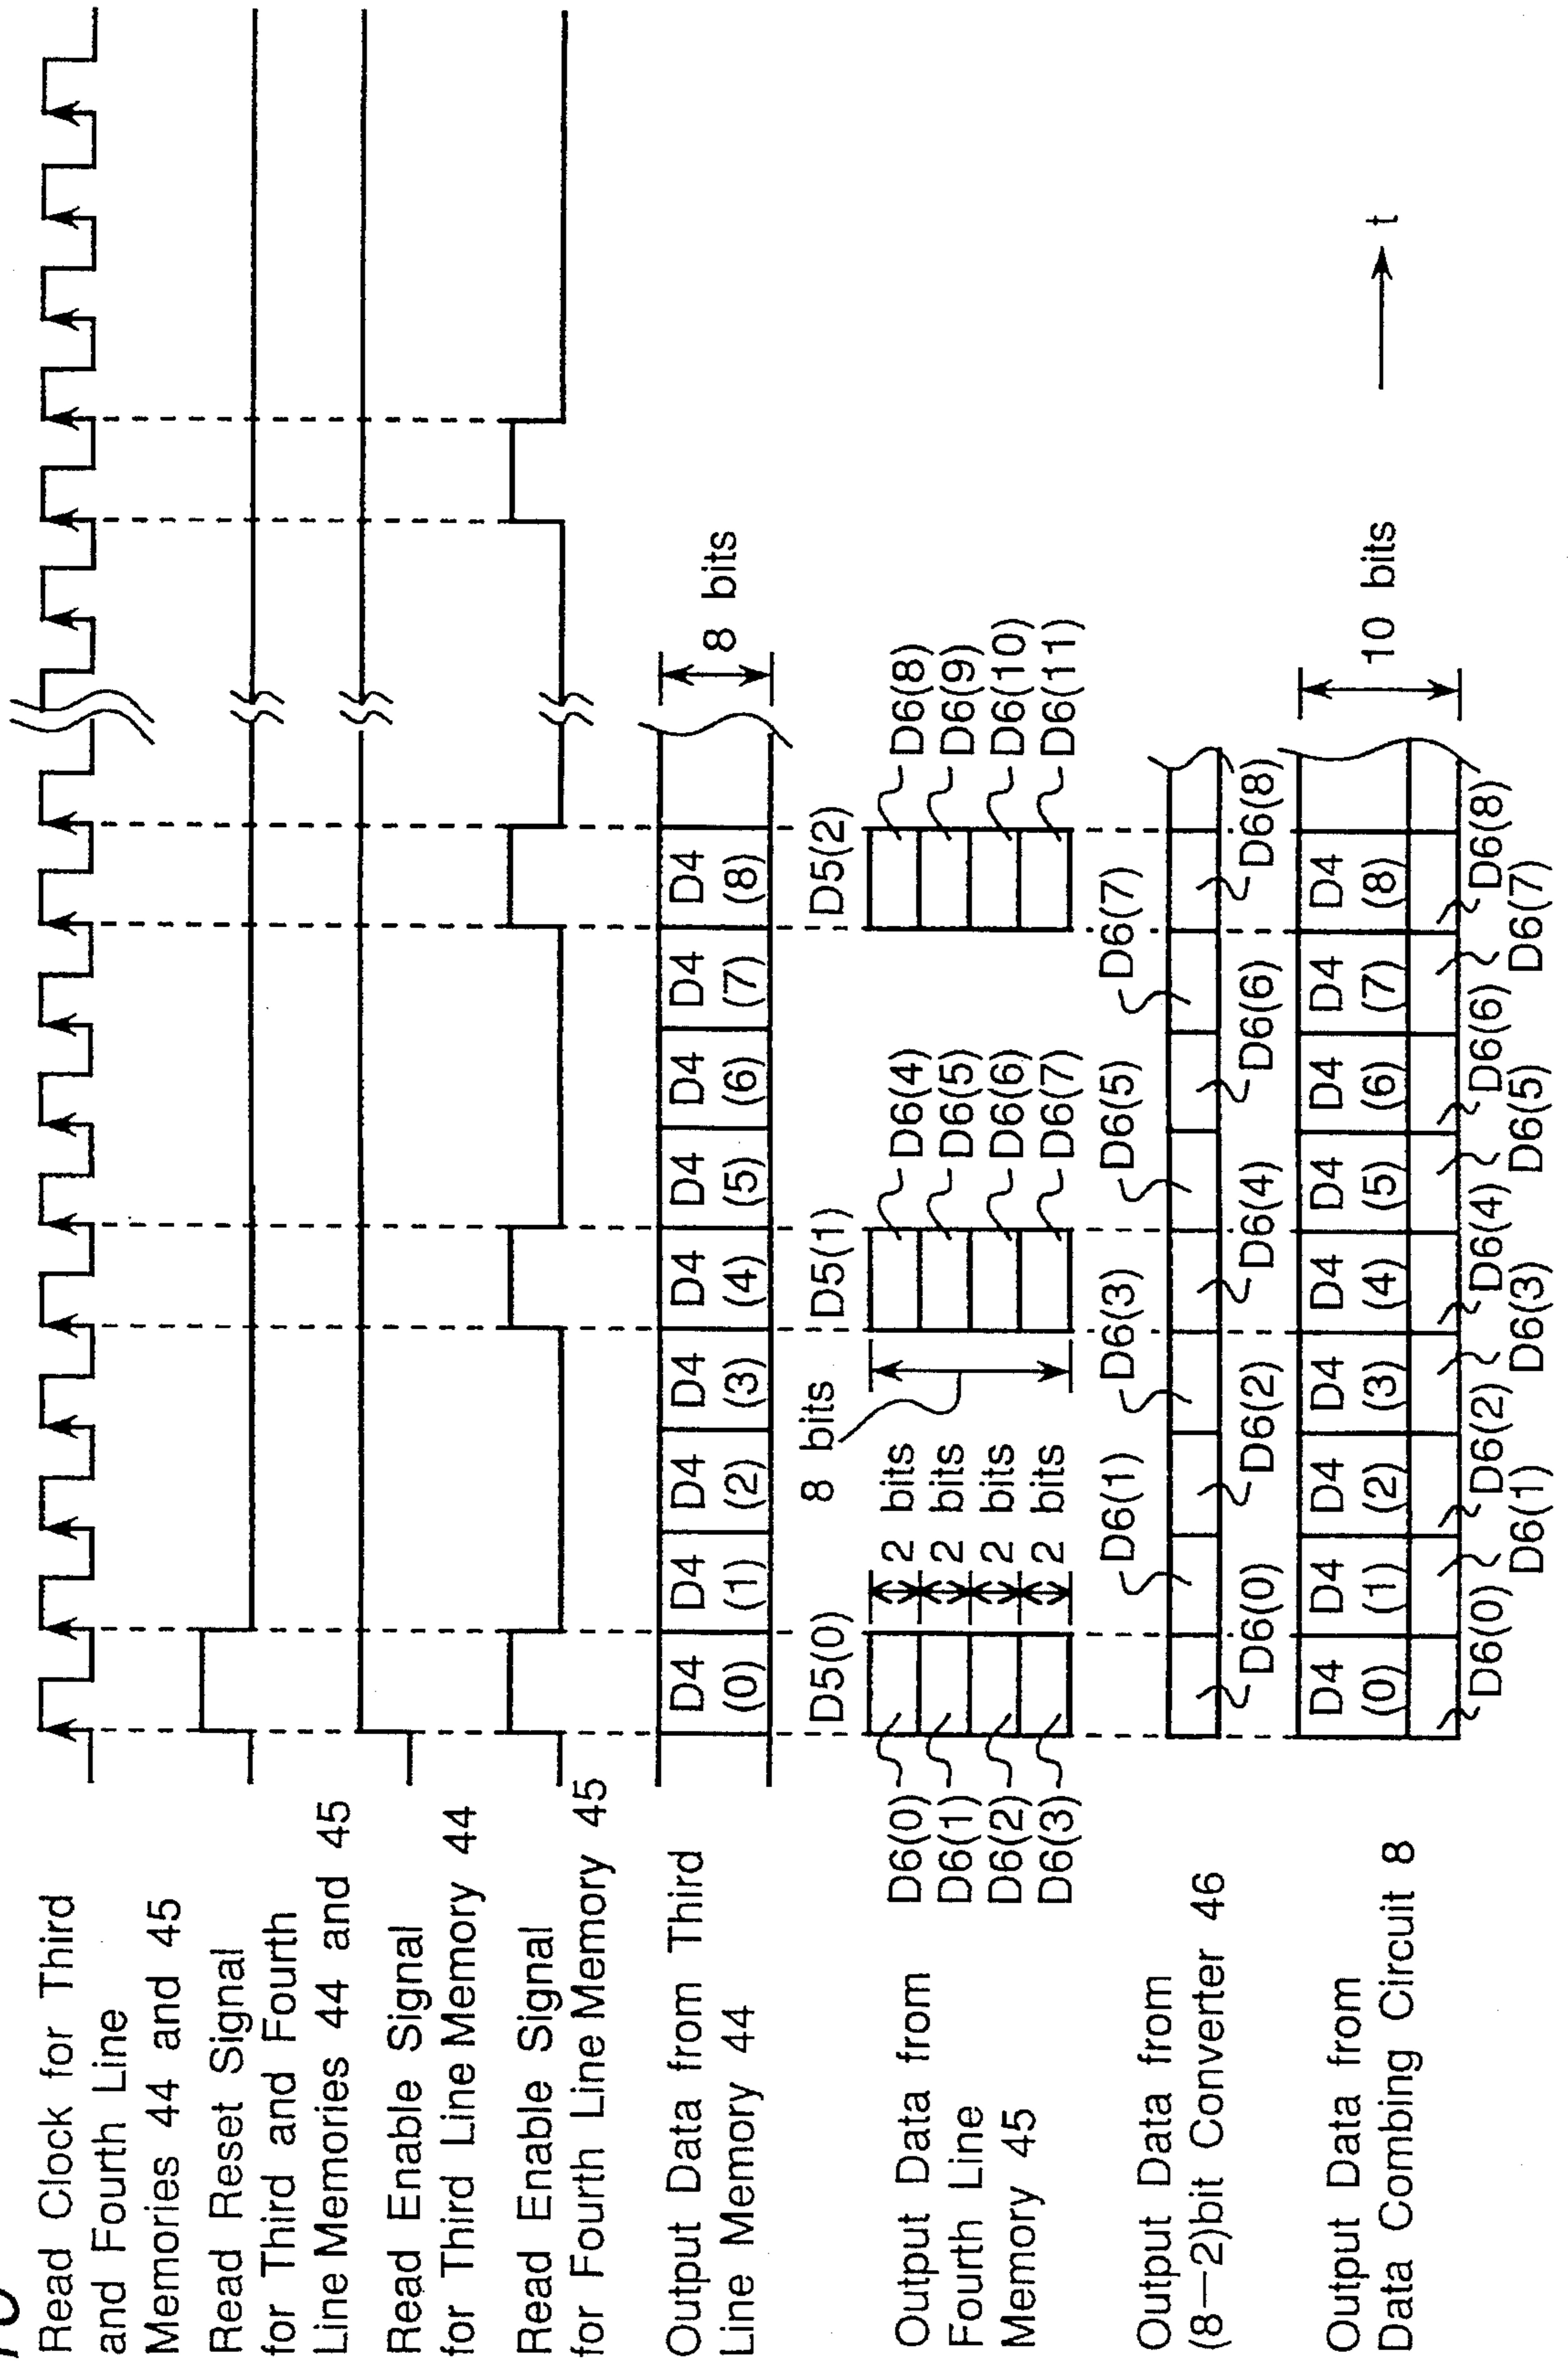 Read Clock for Third
and Fourth Line
Memories 44 and 45
Read Reset Signal
for Third and Fourth
Line Memories 44 and 45
Read Enable Signal
for Third Line Memory 44
Read Enable Signal
for Fourth Line Memory 45
Output Data from Third
Line Memory 44
D4 (0)
D4 (1)
D4 (2)
D4 (3)
D4 (4)
D4 (5)
D4 (6)
D4 (7)
D4 (8)
8 bits
Output Data from
Fourth Line
Memory 45
D6(0)
D6(1)
D6(2)
D6(3)
D5(0)
2 bits
2 bits
2 bits
2 bits
8 bits
D5(1)
D6(4)
D6(5)
D6(6)
D6(7)
D5(2)
D6(8)
D6(9)
D6(10)
D6(11)
Output Data from
(8—2)bit Converter 46
D6(0)
D6(1)
D6(2)
D6(3)
D6(4)
D6(5)
D6(6)
D6(7)
D6(8)
Output Data from
Data Combing Circuit 8
D4 (0)
D4 (1)
D4 (2)
D4 (3)
D4 (4)
D4 (5)
D4 (6)
D4 (7)
D4 (8)
10 bits
D6(0)
D6(1)
D6(2)
D6(3)
D6(4)
D6(5)
D6(6)
D6(7)
D6(8)
t